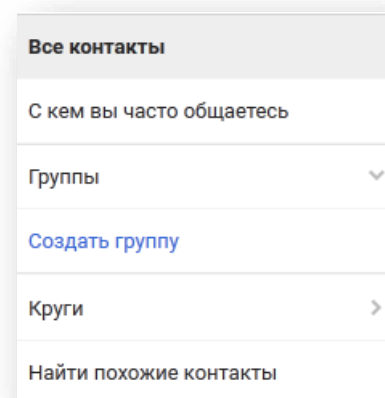 Все контакты
С кем вы часто общаетесь
Группы
Создать группу
Круги
Найти похожие контакты